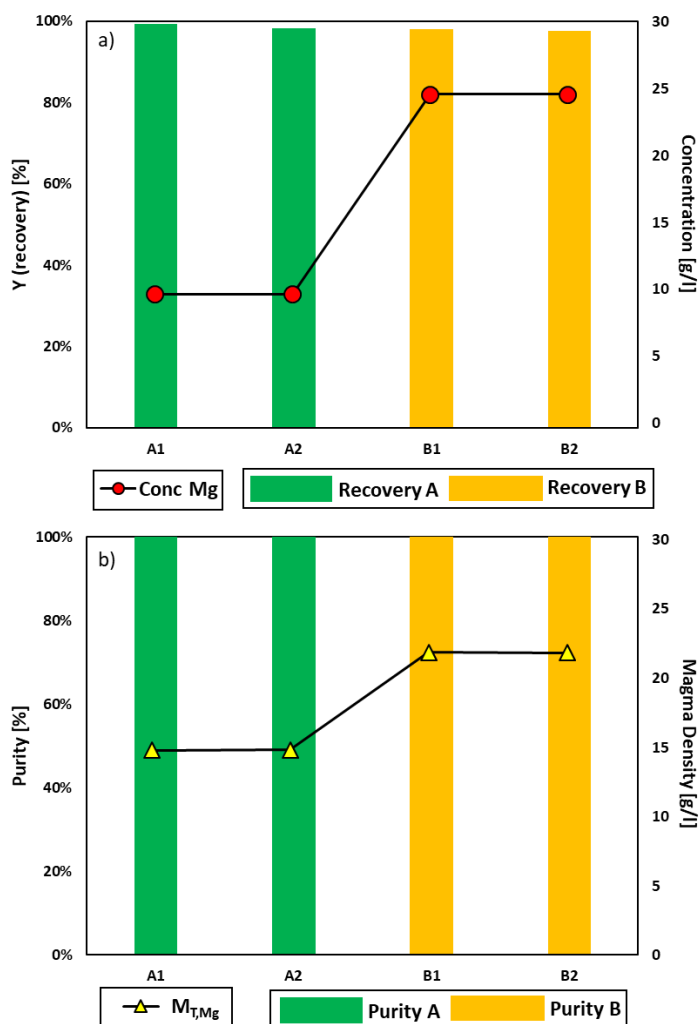 a)
Y (recovery) [%]
100%
80%
60%
40%
20%
0%
30
25
20
15
10
5
0
Concentration [g/l]
A1 A2 B1 B2
Conc Mg
Recovery A Recovery B
b)
Purity [%]
100%
80%
60%
40%
20%
0%
30
25
20
15
10
5
0
Magma Density [g/l]
A1 A2 B1 B2
M_T,Mg
Purity A Purity B